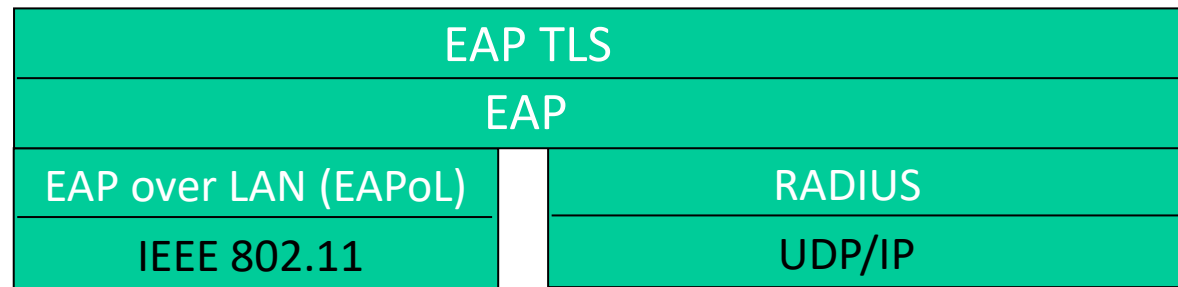 EAP TLS
EAP
EAP over LAN (EAPoL)
RADIUS
IEEE 802.11
UDP/IP